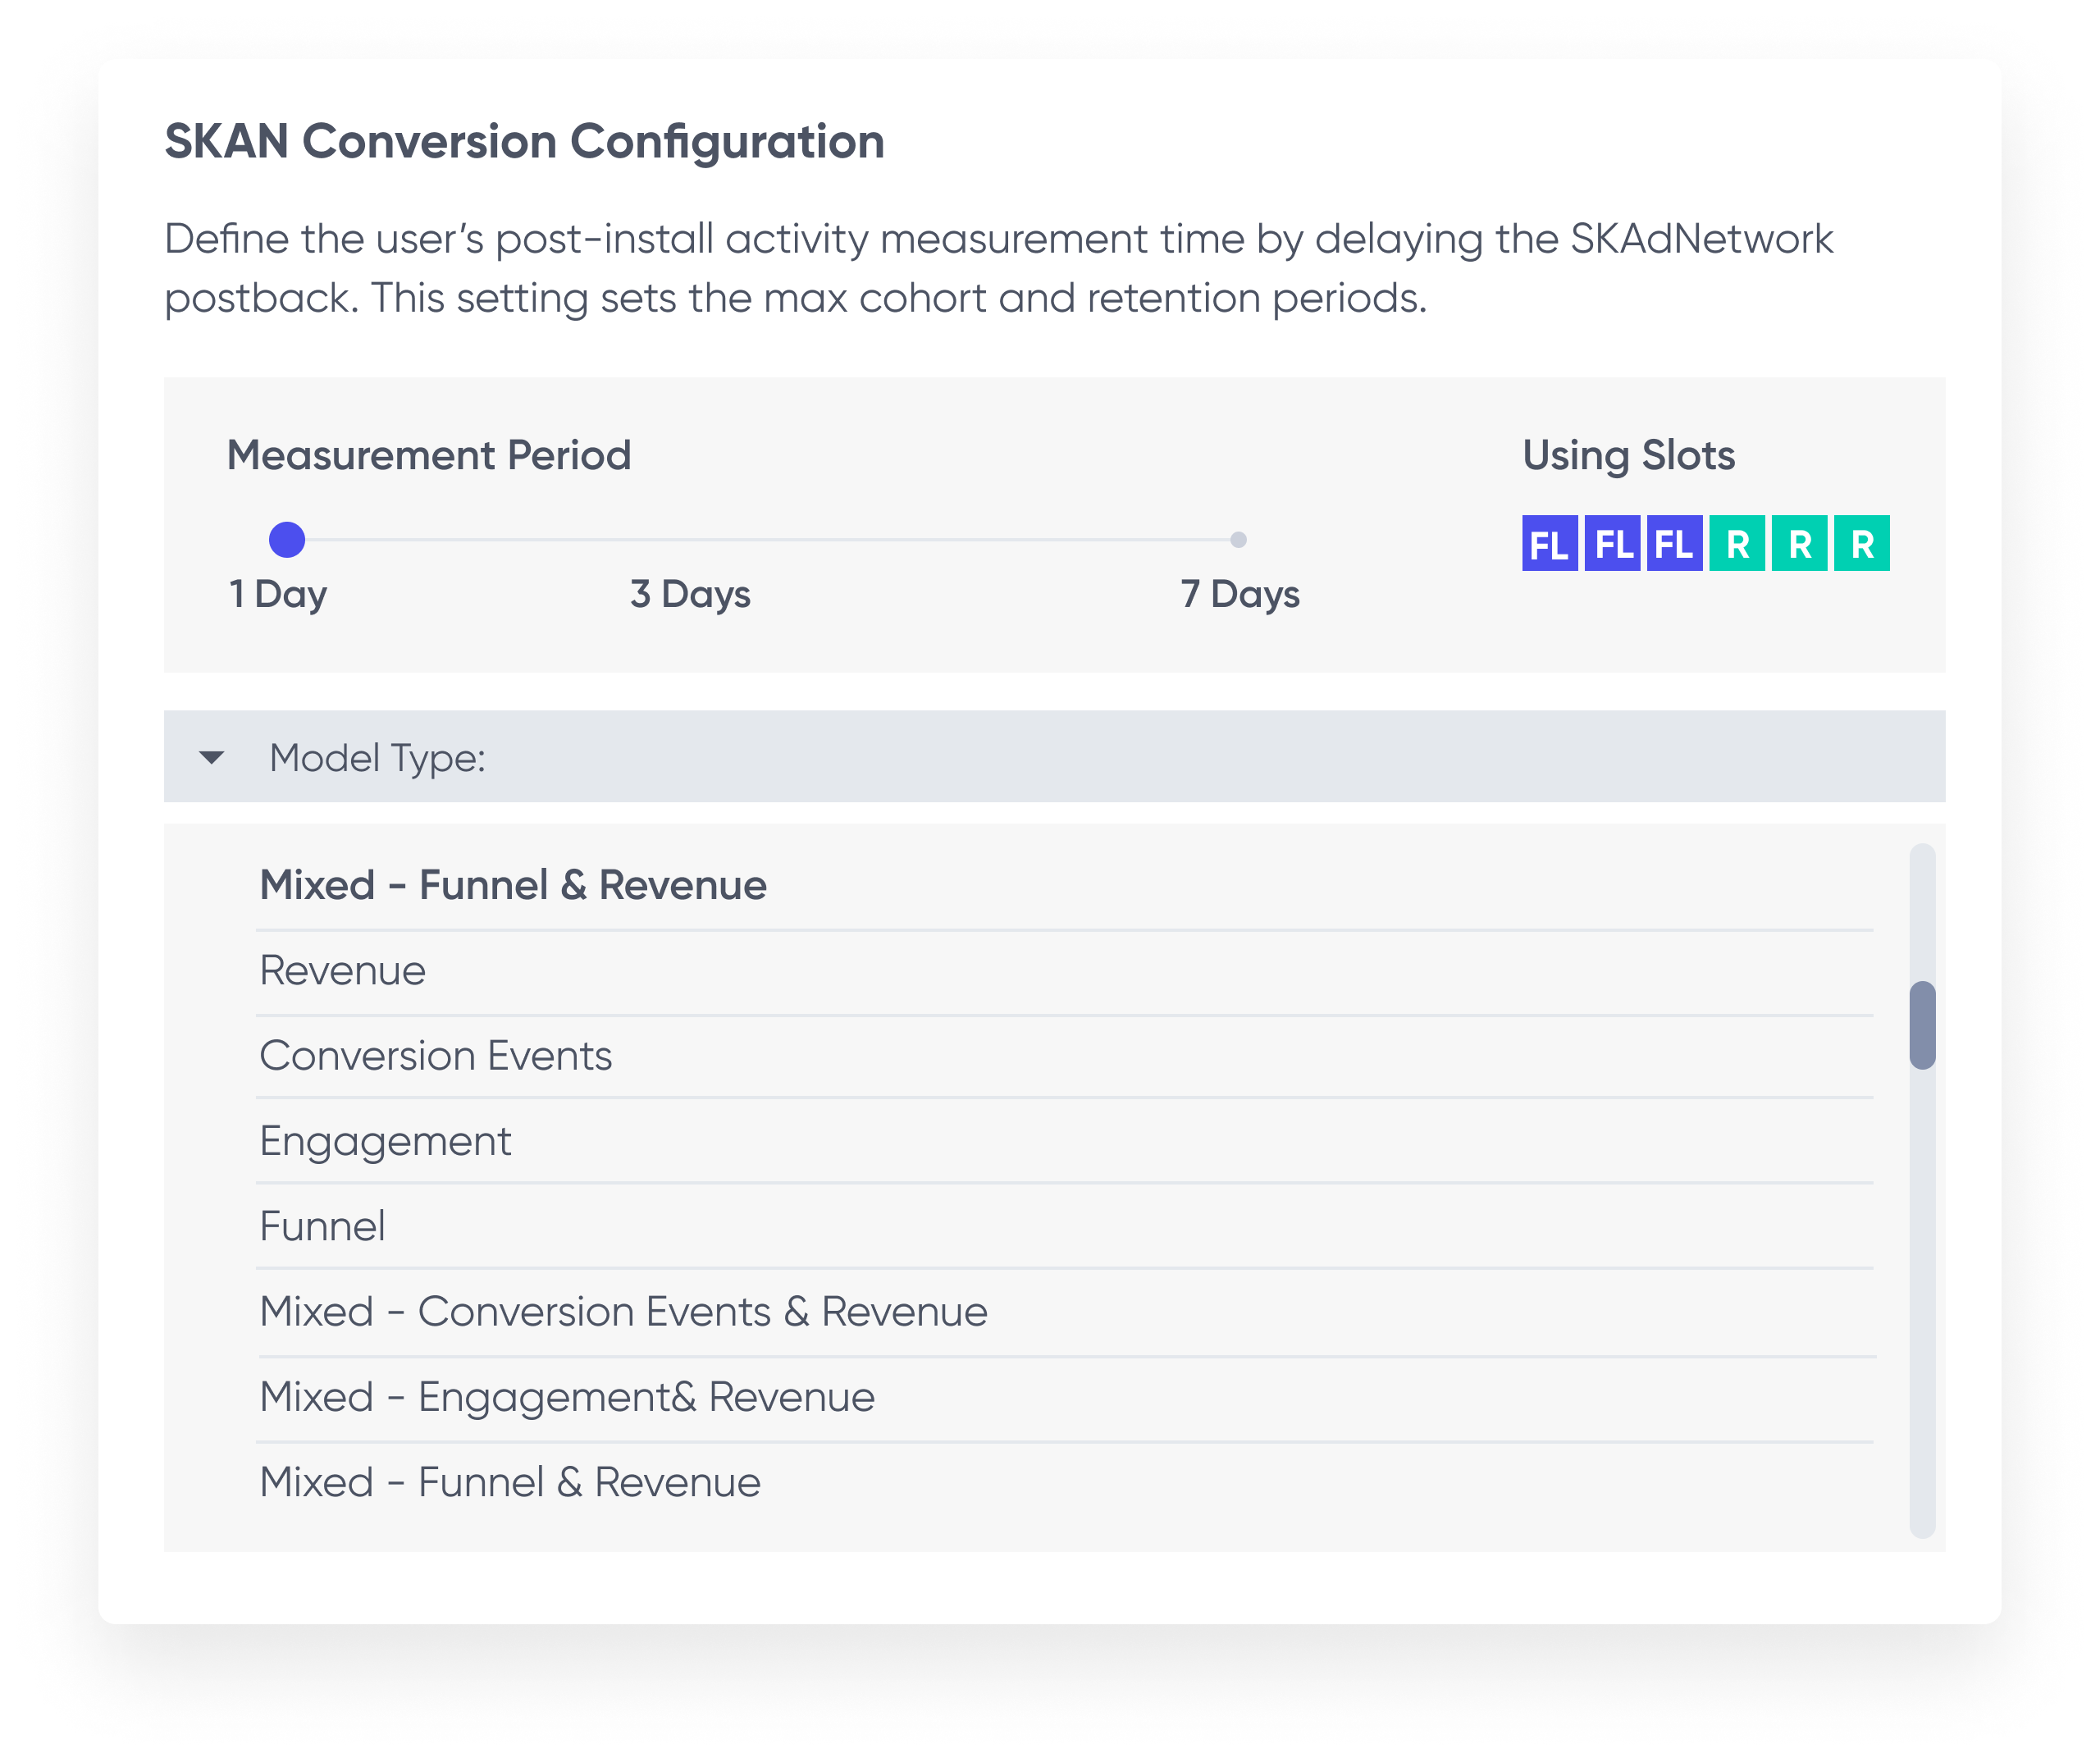 SKAN Conversion Configuration
Define the user’s post-install activity measurement time by delaying the SKAdNetwork
postback. This setting sets the max cohort and retention periods.
Measurement Period
Using Slots
FL FL FL R R R
1 Day 3 Days 7 Days
Model Type:
Mixed - Funnel & Revenue
Revenue
Conversion Events
Engagement
Funnel
Mixed - Conversion Events & Revenue
Mixed - Engagement& Revenue
Mixed - Funnel & Revenue